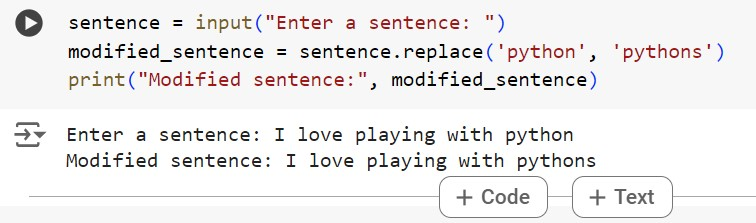 sentence = input("Enter a sentence: ")
modified_sentence = sentence.replace('python', 'pythons')
print("Modified sentence:", modified_sentence)
Enter a sentence: I love playing with python
Modified sentence: I love playing with pythons
+ Code + Text